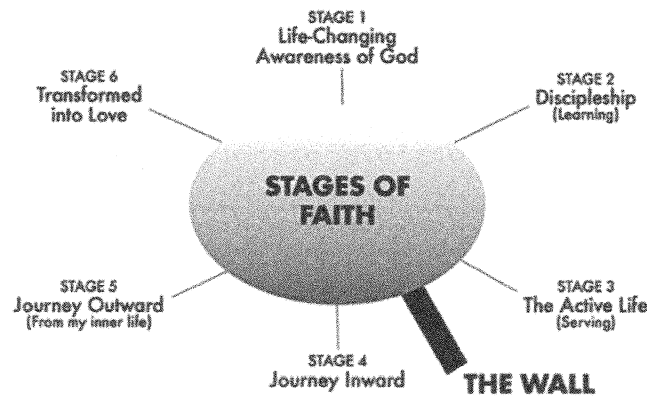 STAGE 1
Life-Changing
Awareness of God
STAGE 2
Discipleship
(Learning)
STAGE 3
The Active Life
(Serving)
THE WALL
STAGE 4
Journey Inward
STAGE 5
Journey Outward
(From my inner life)
STAGE 6
Transformed
into Love
STAGES OF
FAITH